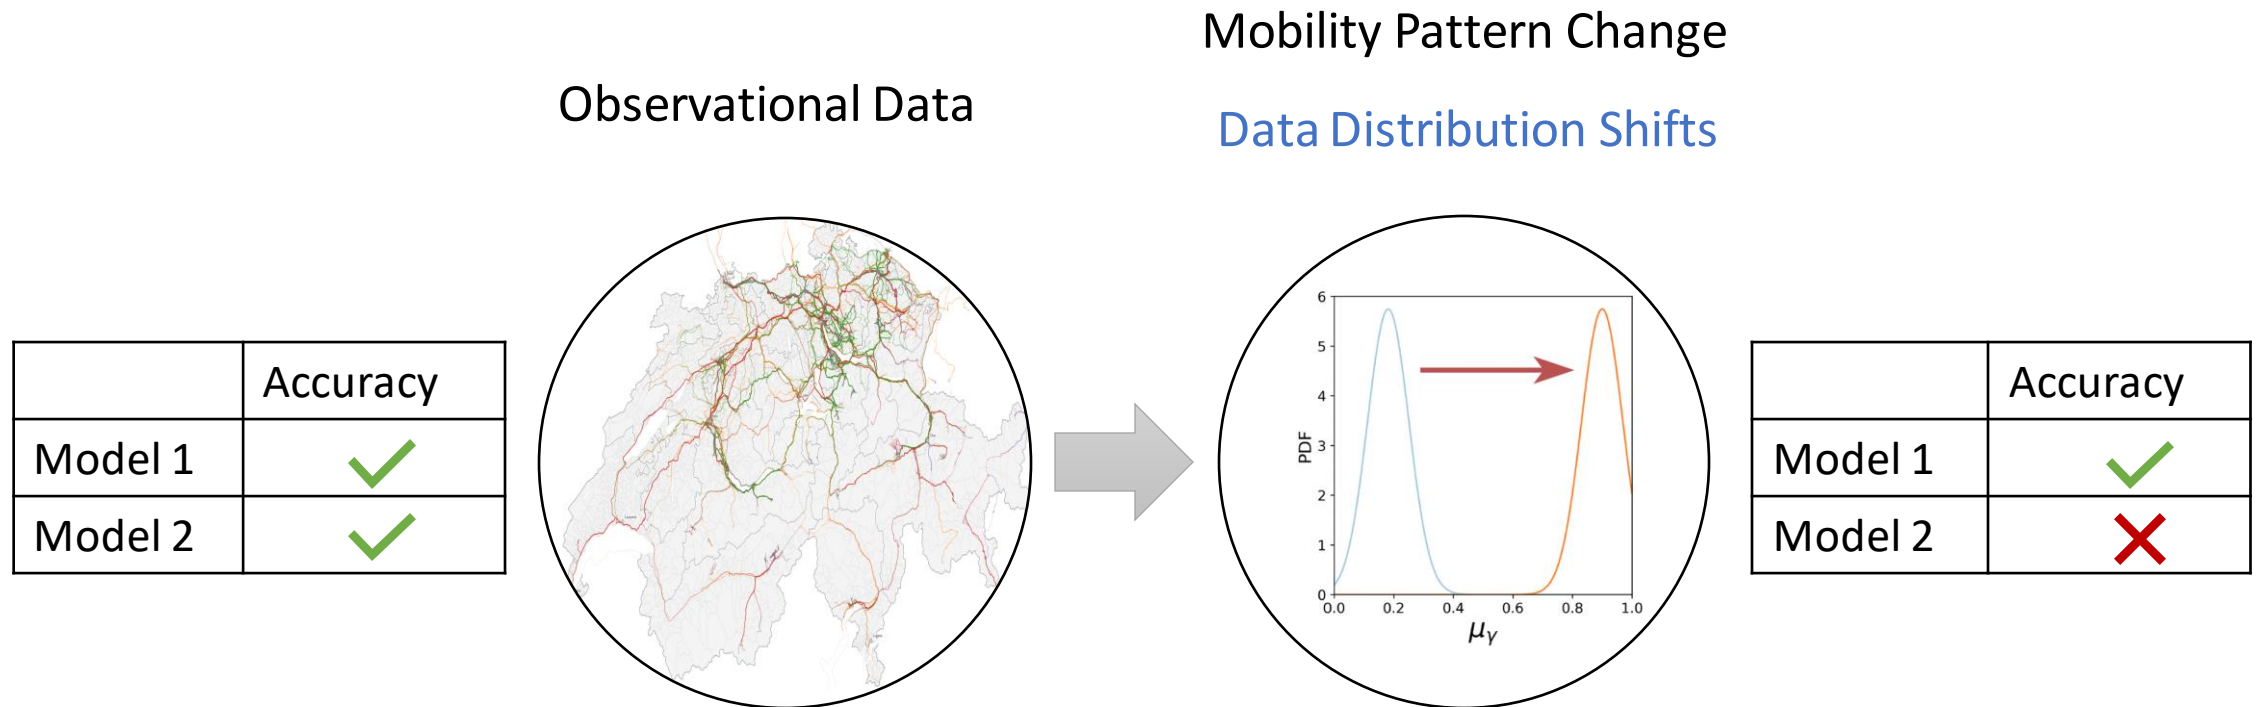 Mobility Pattern Change
Observational Data
Data Distribution Shifts
Accuracy
Model 1
Model 2
6
5
4
3
2
1
0
PDF
0.0 0.2 0.4 0.6 0.8 1.0
μγ
Accuracy
Model 1
Model 2